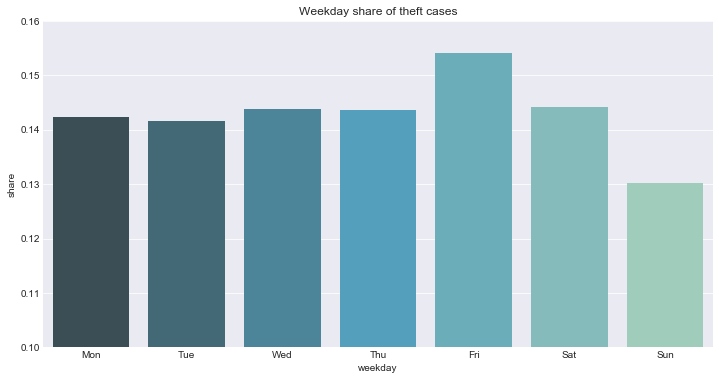 Weekday share of theft cases
0.16
0.15
0.14
0.13
0.12
0.11
0.10
share
Mon Tue Wed Thu Fri Sat Sun
weekday